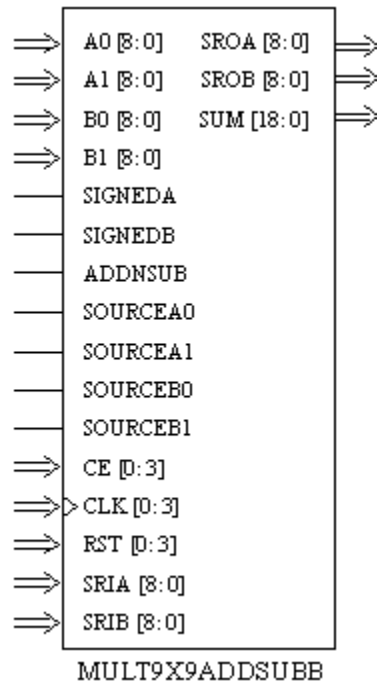 A0 [8:0] SROA [8:0]
A1 [8:0] SROB [8:0]
B0 [8:0] SUM [18:0]
B1 [8:0]
SIGNEDA
SIGNEDB
ADDNSUB
SOURCEA0
SOURCEA1
SOURCEB0
SOURCEB1
CE [0:3]
CLK [0:3]
RST [0:3]
SRIA [8:0]
SRIB [8:0]
MULT9X9ADDSUBB